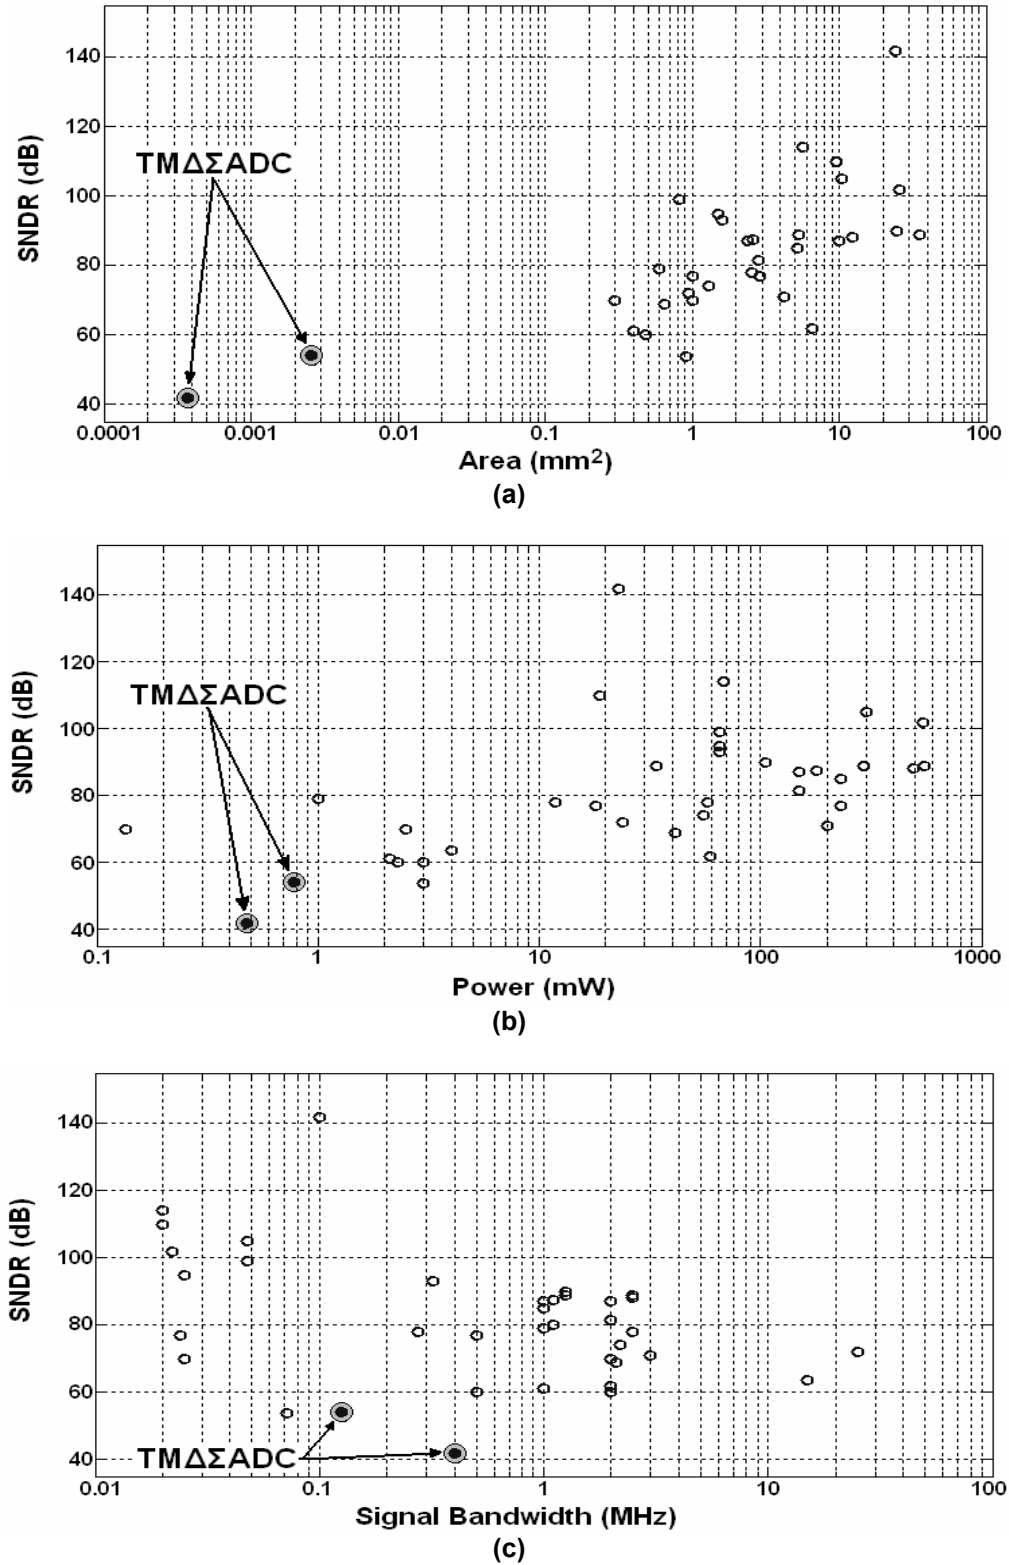 140
120
100
80
60
40
SNDR (dB)
TMΔΣADC
0.0001 0.001 0.01 0.1 1 10 100
Area (mm²)
(a)
140
120
100
80
60
40
SNDR (dB)
TMΔΣADC
0.1 1 10 100 1000
Power (mW)
(b)
140
120
100
80
60
40
SNDR (dB)
TMΔΣADC
0.01 0.1 1 10 100
Signal Bandwidth (MHz)
(c)